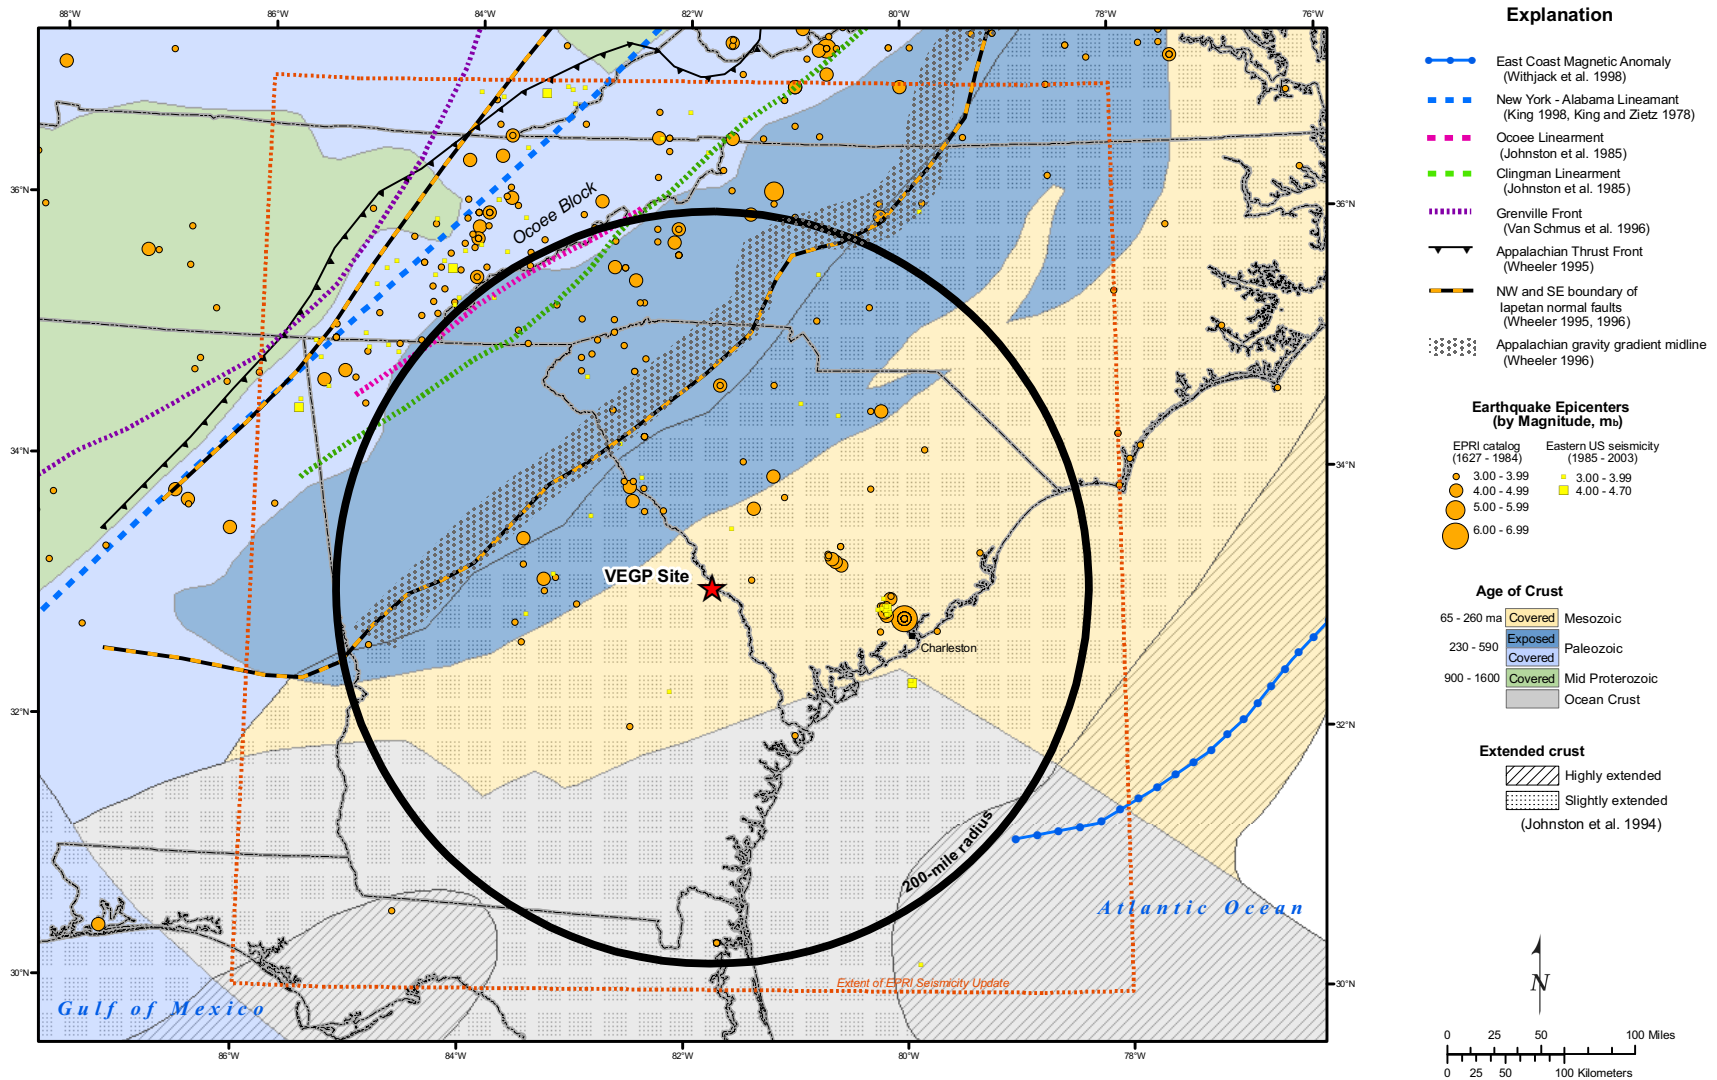 88°W 86°W 84°W 82°W 80°W 78°W 76°W
36°N
34°N
32°N
30°N
36°N
34°N
32°N
30°N
86°W 84°W 82°W 80°W 78°W
Ocoee Block
VEGP Site
Charleston
200-mile radius
Atlantic Ocean
Gulf of Mexico
Extent of EPRI Seismicity Update
Explanation
East Coast Magnetic Anomaly
(Withjack et al. 1998)
New York - Alabama Lineamant
(King 1998, King and Zietz 1978)
Ocoee Linearment
(Johnston et al. 1985)
Clingman Linearment
(Johnston et al. 1985)
Grenville Front
(Van Schmus et al. 1996)
Appalachian Thrust Front
(Wheeler 1995)
NW and SE boundary of
Iapetan normal faults
(Wheeler 1995, 1996)
Appalachian gravity gradient midline
(Wheeler 1996)
Earthquake Epicenters
(by Magnitude, mb)
EPRI catalog Eastern US seismicity
(1627 - 1984) (1985 - 2003)
3.00 - 3.99 3.00 - 3.99
4.00 - 4.99 4.00 - 4.70
5.00 - 5.99
6.00 - 6.99
Age of Crust
65 - 260 ma Covered Mesozoic
Exposed
230 - 590 Paleozoic
Covered
900 - 1600 Covered Mid Proterozoic
Ocean Crust
Extended crust
Highly extended
Slightly extended
(Johnston et al. 1994)
N
0 25 50 100 Miles
0 25 50 100 Kilometers